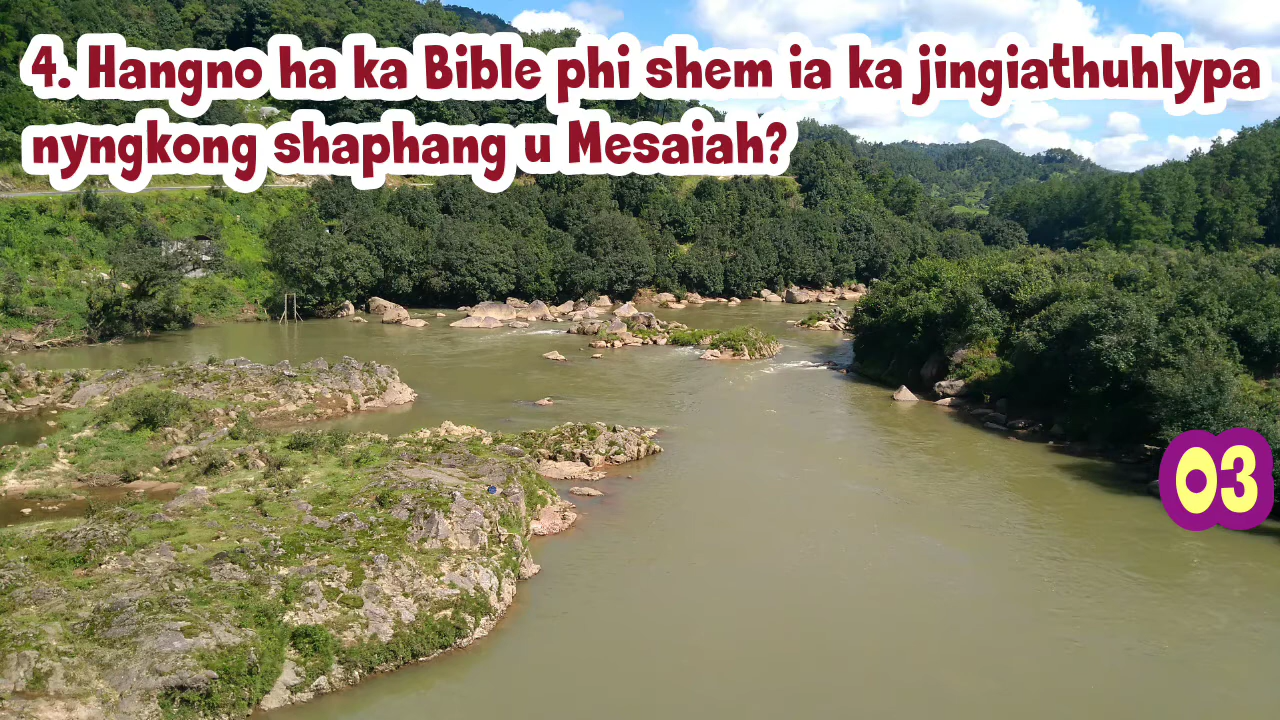 4. Hangno ha ka Bible phi shem ia ka jingiathuhlypa
nyngkong shaphang u Mesaiah?
03